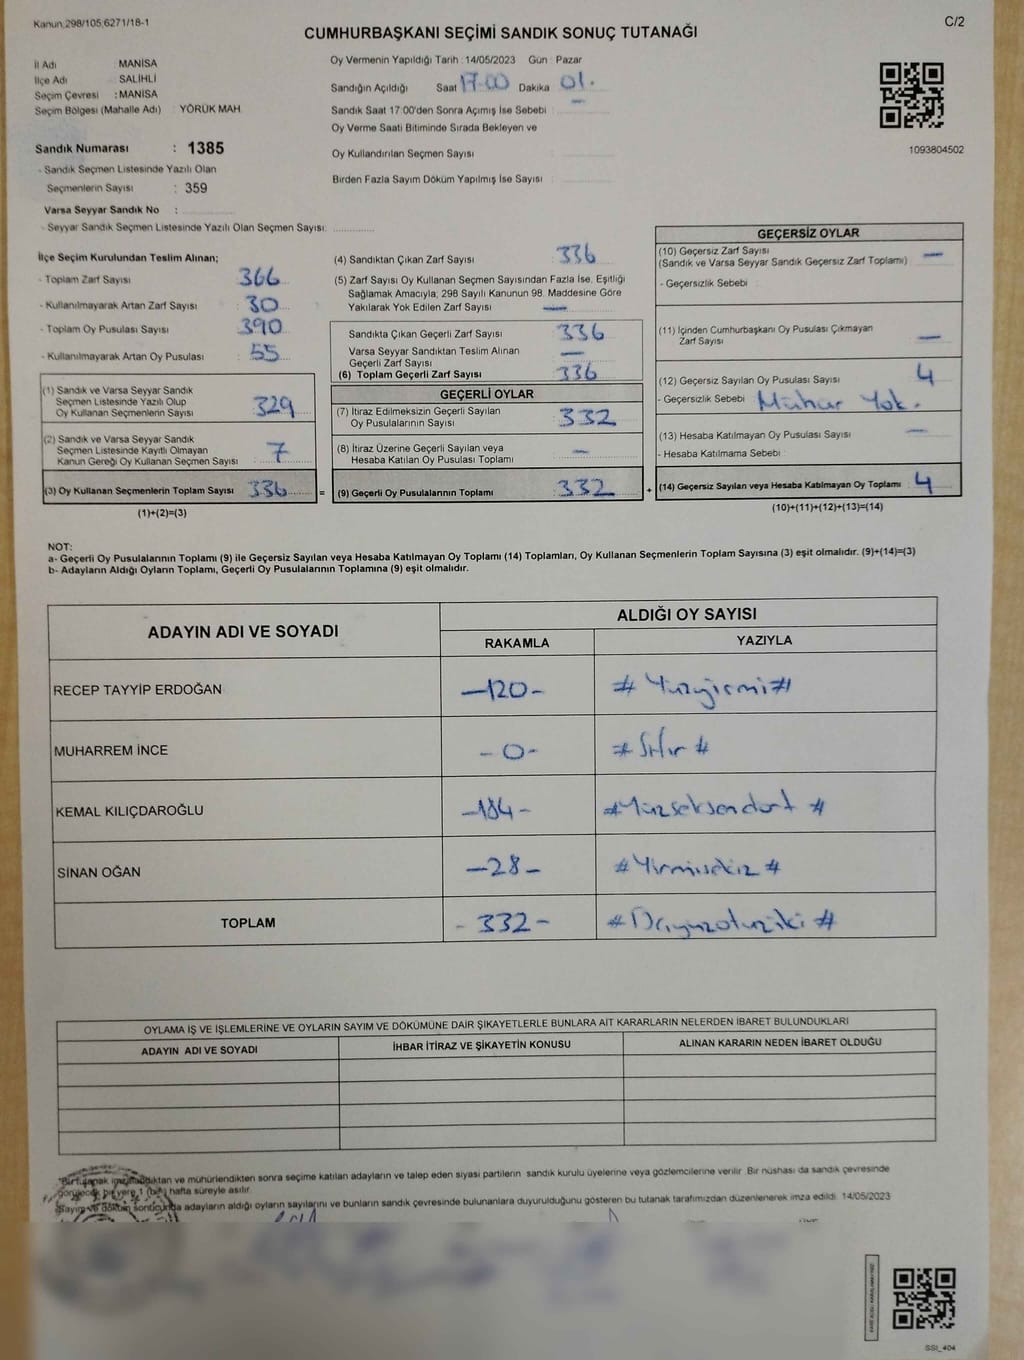 Kanun 298/105,6271/18-1
C/2
CUMHURBAŞKANI SEÇİMİ SANDIK SONUÇ TUTANAĞI
İl Adı MANİSA
İlçe Adı SALİHLİ
Seçim Çevresi : MANİSA
Seçim Bölgesi (Mahalle Adı) : YÖRÜK MAH.
Sandık Numarası : 1385
- Sandık Seçmen Listesinde Yazılı Olan
Seçmenlerin Sayısı : 359
Varsa Seyyar Sandık No :
- Seyyar Sandık Seçmen Listesinde Yazılı Olan Seçmen Sayısı:
Oy Vermenin Yapıldığı Tarih : 14/05/2023 Gün : Pazar
Sandığın Açıldığı Saat 17.00 Dakika 01.
Sandık Saat 17:00'den Sonra Açımış İse Sebebi : —
Oy Verme Saati Bitiminde Sırada Bekleyen ve
Oy Kullandırılan Seçmen Sayısı :
Birden Fazla Sayım Döküm Yapılmış İse Sayısı :
1093804502
İlçe Seçim Kurulundan Teslim Alınan;
- Toplam Zarf Sayısı : 366
- Kullanılmayarak Artan Zarf Sayısı : 30
- Toplam Oy Pusulası Sayısı : 390
- Kullanılmayarak Artan Oy Pusulası : 55
(1) Sandık ve Varsa Seyyar Sandık
Seçmen Listesinde Yazılı Olup
Oy Kullanan Seçmenlerin Sayısı : 329
(2) Sandık ve Varsa Seyyar Sandık
Seçmen Listesinde Kayıtlı Olmayan
Kanun Gereği Oy Kullanan Seçmen Sayısı : 7
(3) Oy Kullanan Seçmenlerin Toplam Sayısı : 336 =
(1)+(2)=(3)
(4) Sandıktan Çıkan Zarf Sayısı : 336
(5) Zarf Sayısı Oy Kullanan Seçmen Sayısından Fazla İse, Eşitliği
Sağlamak Amacıyla; 298 Sayılı Kanunun 98. Maddesine Göre
Yakılarak Yok Edilen Zarf Sayısı : —
Sandıkta Çıkan Geçerli Zarf Sayısı : 336
Varsa Seyyar Sandıktan Teslim Alınan
Geçerli Zarf Sayısı : —
(6) Toplam Geçerli Zarf Sayısı : 336
GEÇERLİ OYLAR
(7) İtiraz Edilmeksizin Geçerli Sayılan
Oy Pusulalarının Sayısı : 332
(8) İtiraz Üzerine Geçerli Sayılan veya
Hesaba Katılan Oy Pusulası Toplamı : —
(9) Geçerli Oy Pusulalarının Toplamı : 332 +
GEÇERSİZ OYLAR
(10) Geçersiz Zarf Sayısı : —
(Sandık ve Varsa Seyyar Sandık Geçersiz Zarf Toplamı)
- Geçersizlik Sebebi :
(11) İçinden Cumhurbaşkanı Oy Pusulası Çıkmayan
Zarf Sayısı : —
(12) Geçersiz Sayılan Oy Pusulası Sayısı : 4
- Geçersizlik Sebebi : Mühür Yok.
(13) Hesaba Katılmayan Oy Pusulası Sayısı : —
- Hesaba Katılmama Sebebi :
(14) Geçersiz Sayılan veya Hesaba Katılmayan Oy Toplamı : 4
(10)+(11)+(12)+(13)=(14)
NOT:
a- Geçerli Oy Pusulalarının Toplamı (9) ile Geçersiz Sayılan veya Hesaba Katılmayan Oy Toplamı (14) Toplamları, Oy Kullanan Seçmenlerin Toplam Sayısına (3) eşit olmalıdır. (9)+(14)=(3)
b- Adayların Aldığı Oyların Toplamı, Geçerli Oy Pusulalarının Toplamına (9) eşit olmalıdır.
ADAYIN ADI VE SOYADI
ALDIĞI OY SAYISI
RAKAMLA YAZIYLA
RECEP TAYYİP ERDOĞAN —120— # Yüzyirmi #
MUHARREM İNCE - 0 - # Sıfır #
KEMAL KILIÇDAROĞLU —184— # Yüzseksendört #
SİNAN OĞAN —28— # Yirmisekiz #
TOPLAM - 332 - # Üçyüzotuziki #
OYLAMA İŞ VE İŞLEMLERİNE VE OYLARIN SAYIM VE DÖKÜMÜNE DAİR ŞİKAYETLERLE BUNLARA AİT KARARLARIN NELERDEN İBARET BULUNDUKLARI
ADAYIN ADI VE SOYADI İHBAR İTİRAZ VE ŞİKAYETİN KONUSU ALINAN KARARIN NEDEN İBARET OLDUĞU
*Bir tutanak imzalandıktan ve mühürlendikten sonra seçime katılan adayların ve talep eden siyasi partilerin sandık kurulu üyelerine veya gözlemcilerine verilir. Bir nüshası da sandık çevresinde
görülecek bir yere 1 (bir) hafta süreyle asılır.
*Sayım ve döküm sonucunda adayların aldığı oyların sayılarını ve bunların sandık çevresinde bulunanlara duyurulduğunu gösteren bu tutanak tarafımızdan düzenlenerek imza edildi. 14/05/2023
SSI_404